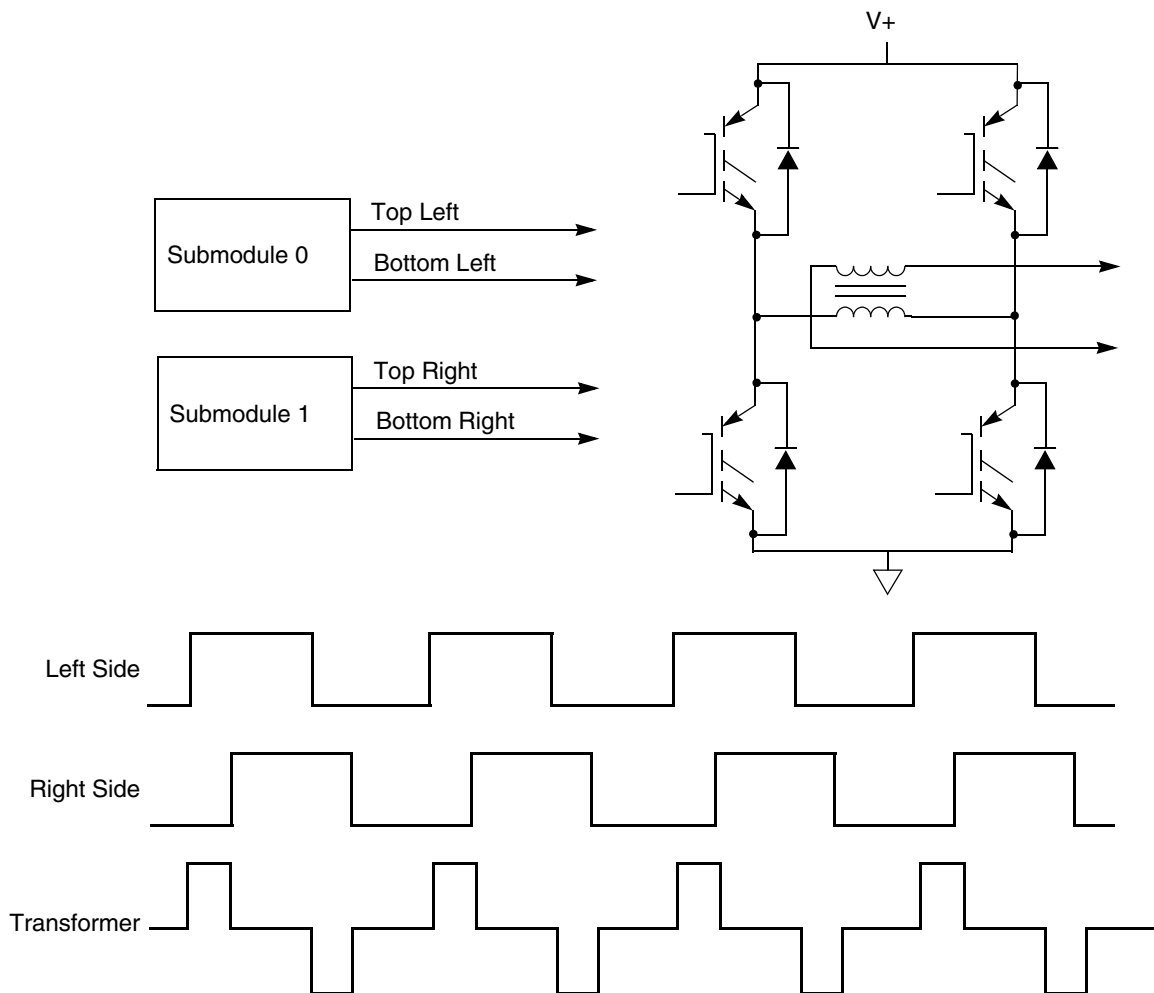 V+
Submodule 0
Top Left
Bottom Left
Submodule 1
Top Right
Bottom Right
Left Side
Right Side
Transformer